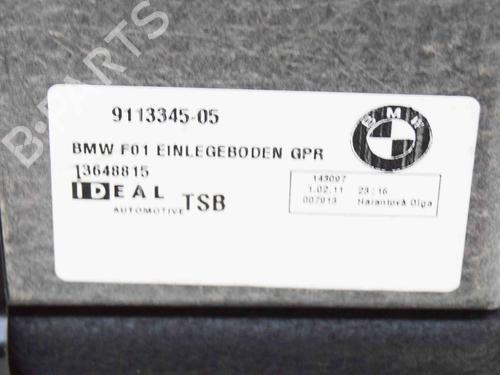 B-PARTS
9113345-05
BMW
BMW F01 EINLEGEBODEN GPR
13648815
IDEAL
AUTOMOTIVE TSB
143097
1.02.11 23:16
007913 Harantová Olga